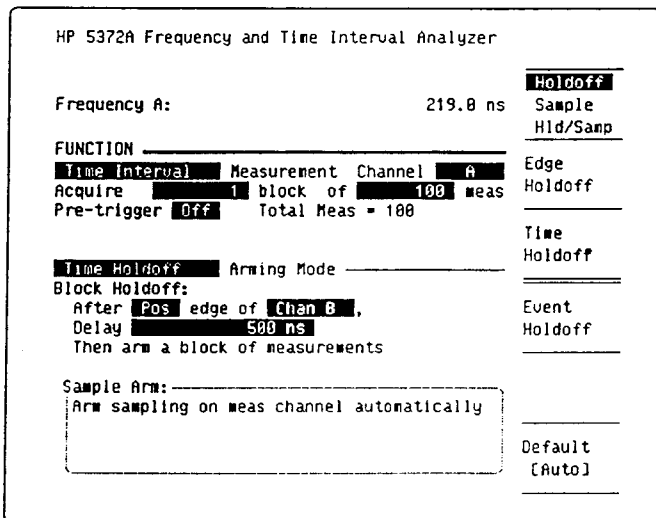 HP 5372A Frequency and Time Interval Analyzer
Frequency A: 219.0 ns
FUNCTION
Time Interval Measurement Channel A
Acquire 1 block of 100 meas
Pre-trigger Off Total Meas = 100
Time Holdoff Arming Mode
Block Holdoff:
After Pos edge of Chan B ,
Delay 500 ns
Then arm a block of measurements
Sample Arm:
Arm sampling on meas channel automatically
Holdoff
Sample
Hld/Samp
Edge
Holdoff
Time
Holdoff
Event
Holdoff
Default
[Auto]